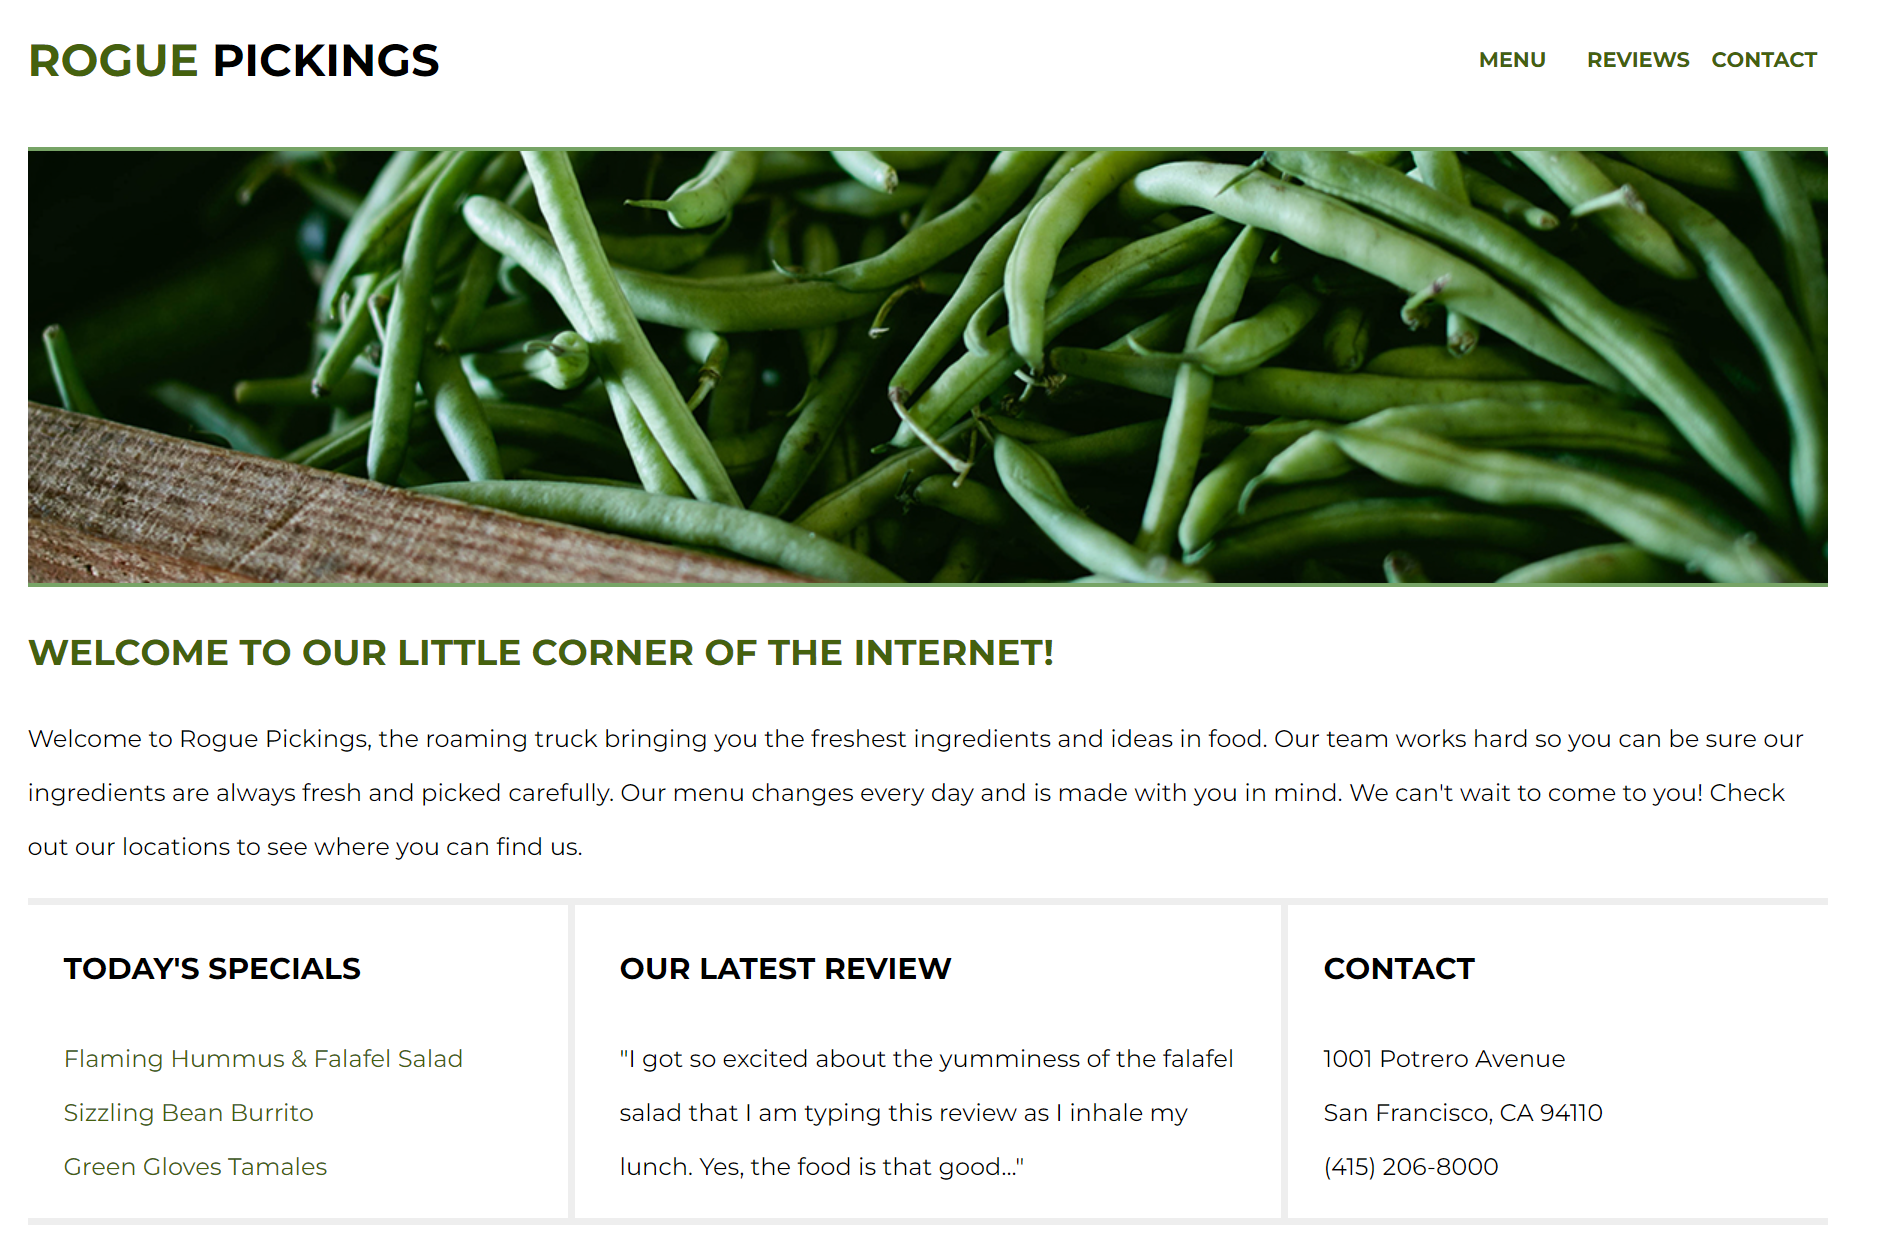 ROGUE PICKINGS
MENU REVIEWS CONTACT
WELCOME TO OUR LITTLE CORNER OF THE INTERNET!
Welcome to Rogue Pickings, the roaming truck bringing you the freshest ingredients and ideas in food. Our team works hard so you can be sure our
ingredients are always fresh and picked carefully. Our menu changes every day and is made with you in mind. We can't wait to come to you! Check
out our locations to see where you can find us.
TODAY'S SPECIALS
Flaming Hummus & Falafel Salad
Sizzling Bean Burrito
Green Gloves Tamales
OUR LATEST REVIEW
"I got so excited about the yumminess of the falafel
salad that I am typing this review as I inhale my
lunch. Yes, the food is that good..."
CONTACT
1001 Potrero Avenue
San Francisco, CA 94110
(415) 206-8000